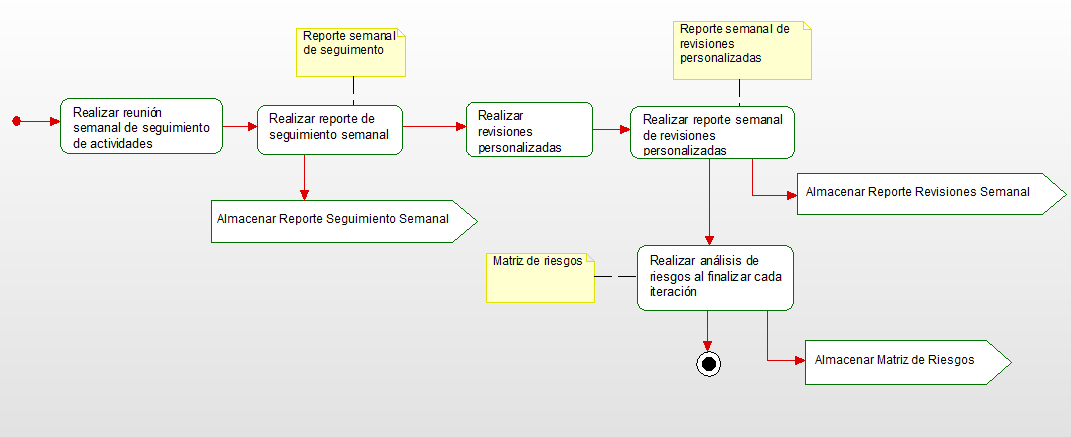 Reporte semanal
de seguimento
Reporte semanal de
revisiones
personalizadas
Realizar reunión
semanal de seguimiento
de actividades
Realizar reporte de
seguimiento semanal
Realizar
revisiones
personalizadas
Realizar reporte semanal
de revisiones
personalizadas
Almacenar Reporte Revisiones Semanal
Almacenar Reporte Seguimiento Semanal
Matriz de riesgos
Realizar análisis de
riesgos al finalizar cada
iteración
Almacenar Matriz de Riesgos